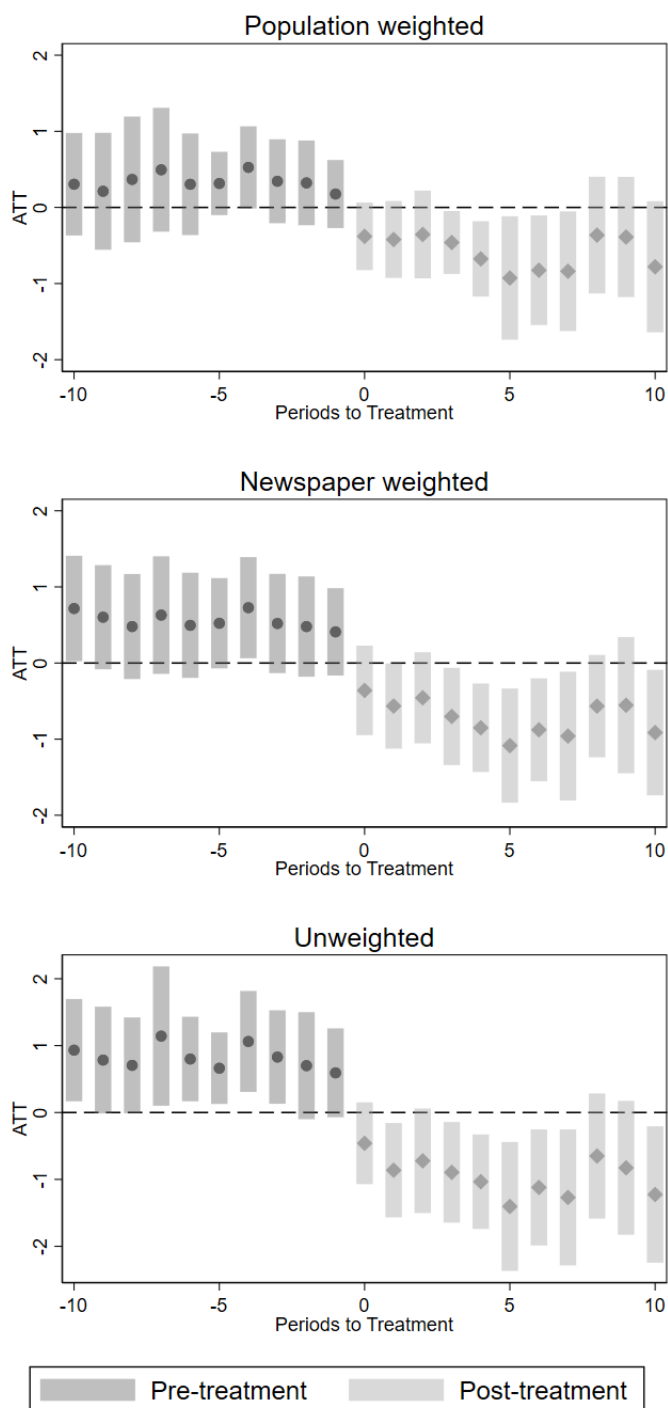 Population weighted
2
1
0
-1
-2
ATT
-10 -5 0 5 10
Periods to Treatment
Newspaper weighted
2
1
0
-1
-2
ATT
-10 -5 0 5 10
Periods to Treatment
Unweighted
2
1
0
-1
-2
ATT
-10 -5 0 5 10
Periods to Treatment
Pre-treatment Post-treatment